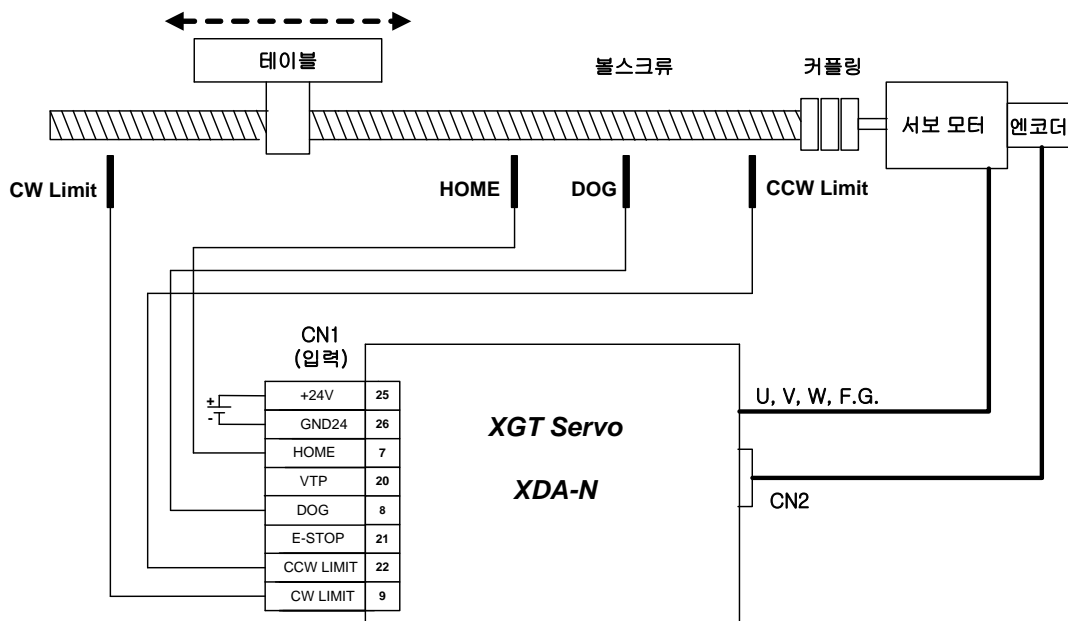 테이블
볼스크류
커플링
서보 모터
엔코더
CW Limit
HOME
DOG
CCW Limit
CN1
(입력)
+24V 25
GND24 26
HOME 7
VTP 20
DOG 8
E-STOP 21
CCW LIMIT 22
CW LIMIT 9
+
-
XGT Servo
XDA-N
U, V, W, F.G.
CN2